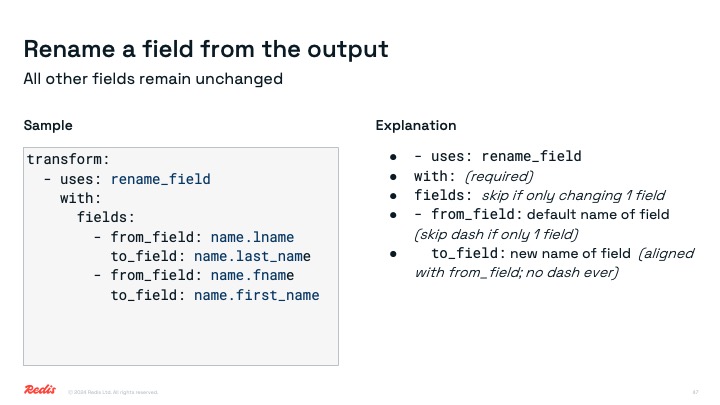 Rename a field from the output
All other fields remain unchanged
Sample
transform:
  - uses: rename_field
    with:
      fields:
        - from_field: name.lname
          to_field: name.last_name
        - from_field: name.fname
          to_field: name.first_name
Explanation
● - uses: rename_field
● with: (required)
● fields: skip if only changing 1 field
● - from_field: default name of field
(skip dash if only 1 field)
●   to_field: new name of field (aligned
with from_field; no dash ever)
Redis
© 2024 Redis Ltd. All rights reserved.
47